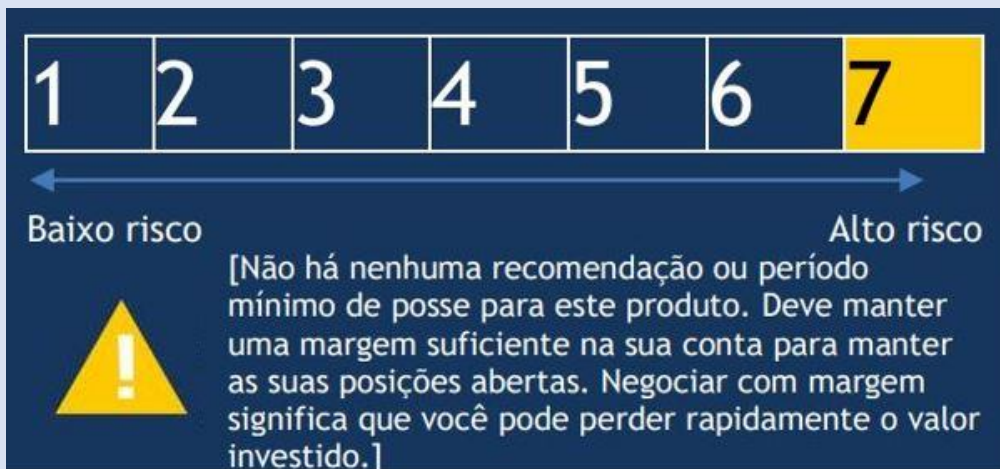 1 2 3 4 5 6 7
Baixo risco Alto risco
[Não há nenhuma recomendação ou período
mínimo de posse para este produto. Deve manter
uma margem suficiente na sua conta para manter
as suas posições abertas. Negociar com margem
significa que você pode perder rapidamente o valor
investido.]
!